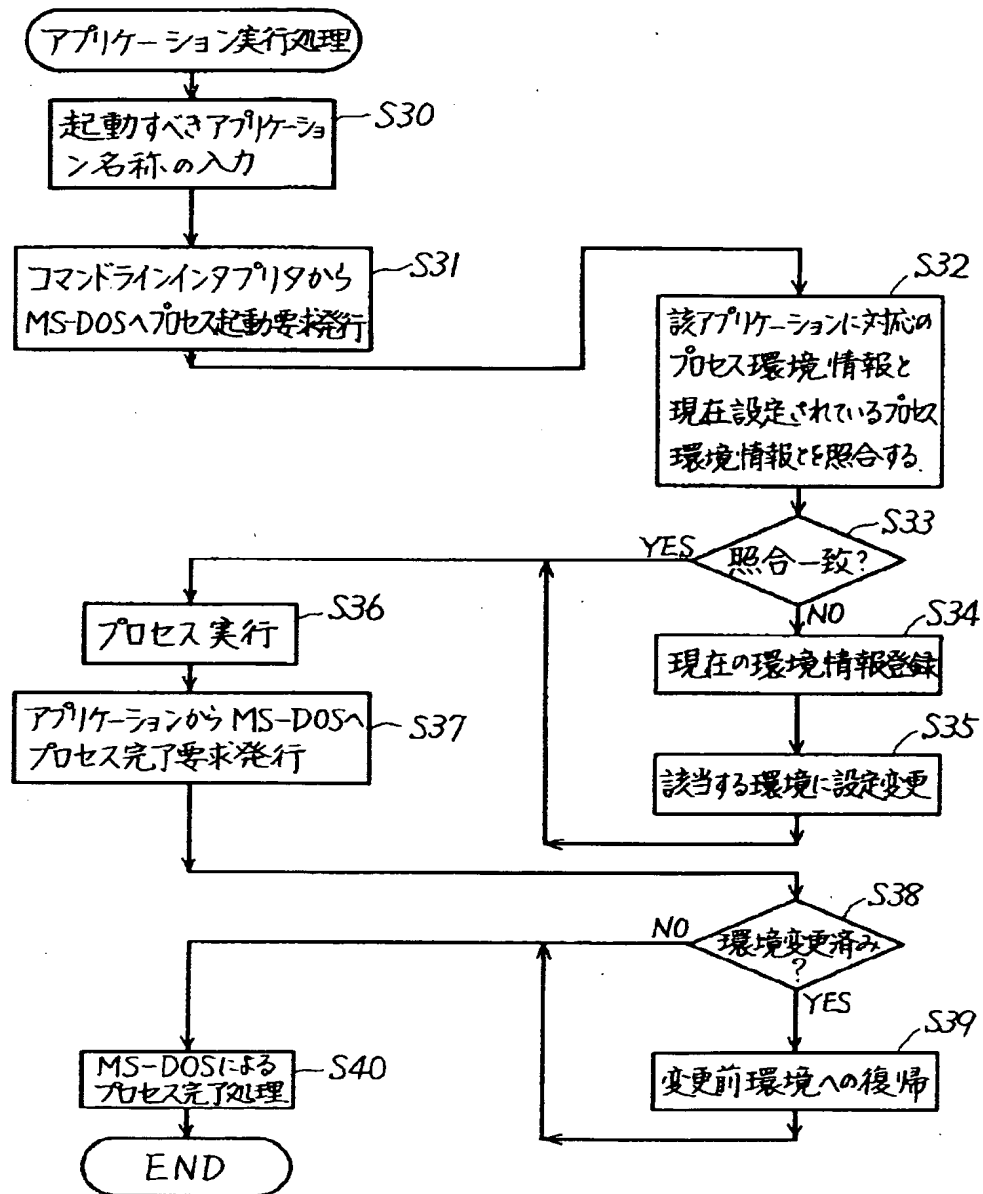 アプリケーション実行処理
S30
起動すべきアプリケーショ
ン名称の入力
S31
コマンドラインインタプリタから
MS-DOSへプロセス起動要求発行
S32
該アプリケーションに対応の
プロセス環境情報と
現在設定されているプロセス
環境情報とを照合する
S33
照合一致?
YES
NO
S34
現在の環境情報登録
S35
該当する環境に設定変更
S36
プロセス実行
S37
アプリケーションからMS-DOSへ
プロセス完了要求発行
S38
環境変更済み
?
NO
YES
S39
変更前環境への復帰
S40
MS-DOSによる
プロセス完了処理
END